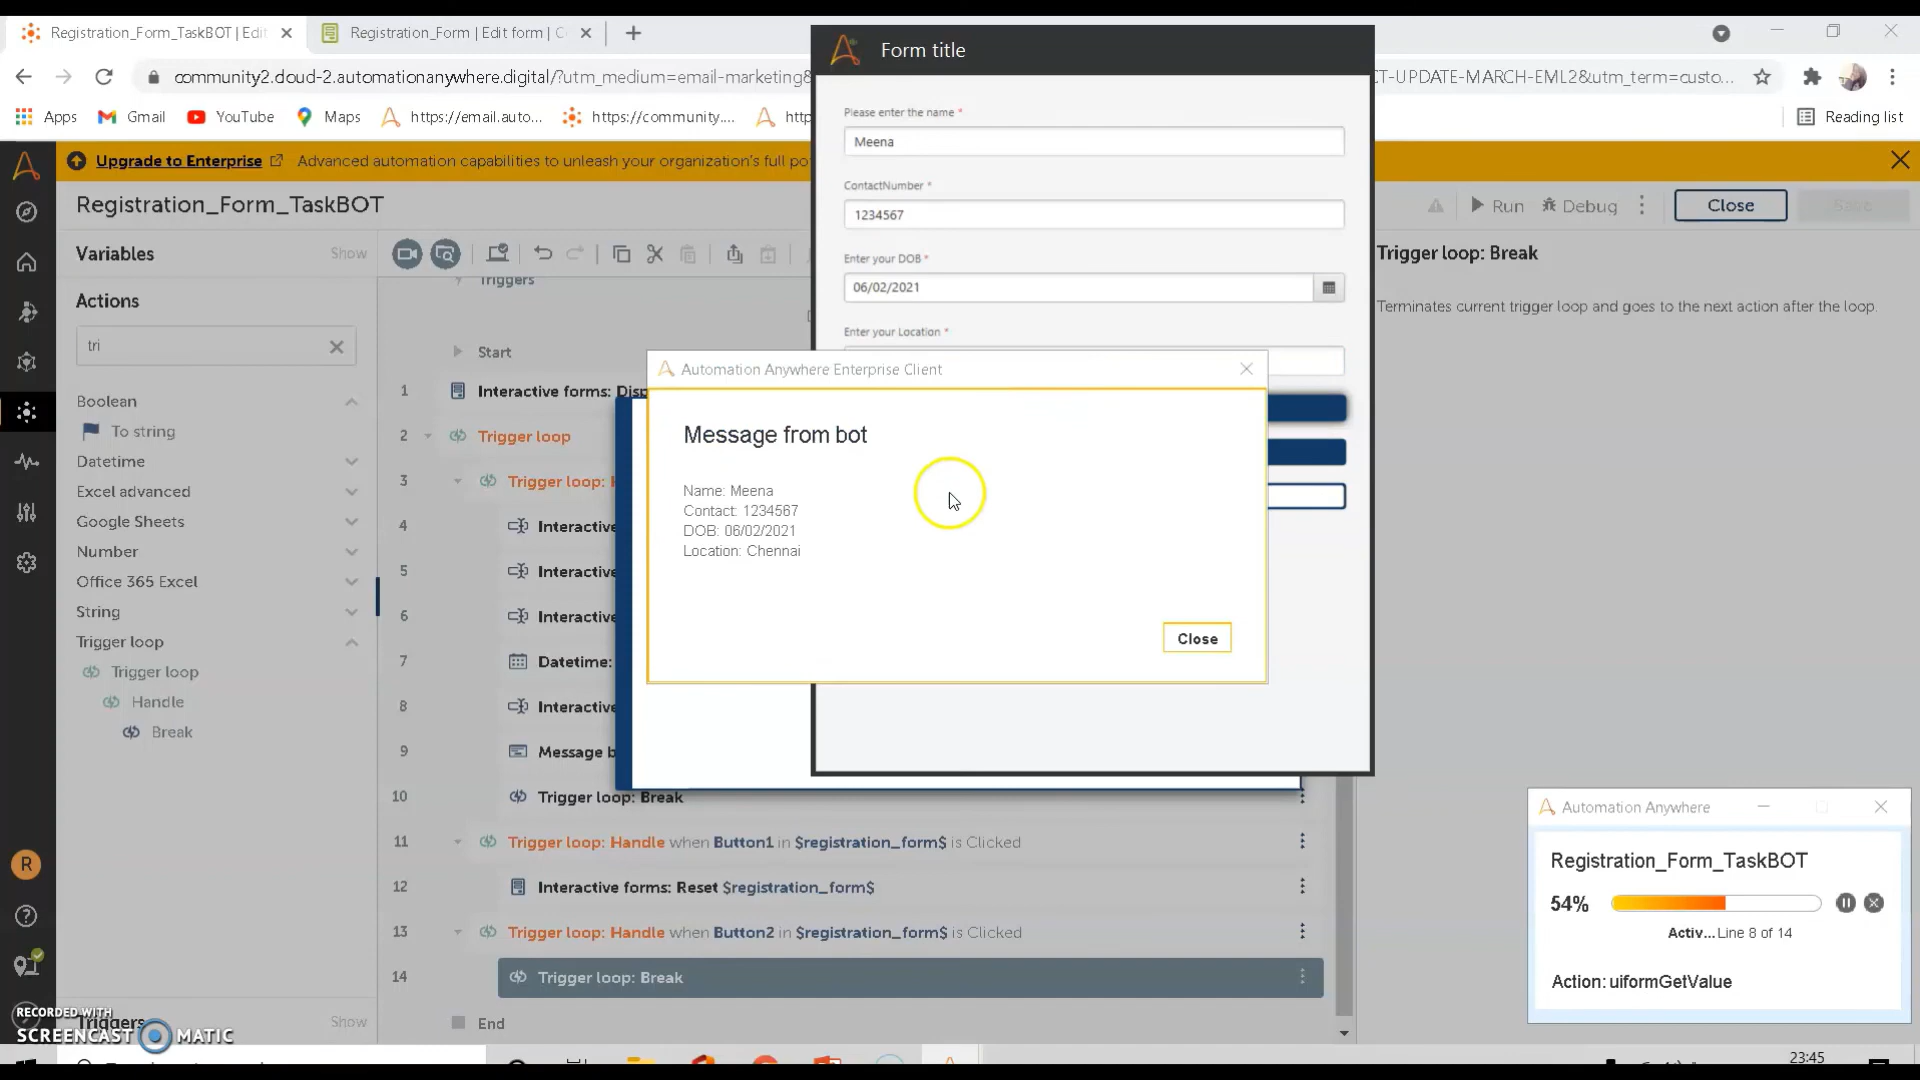 Registration_Form_TaskBOT | Edit
Registration_Form | Edit form | C
community2.cloud-2.automationanywhere.digital/?utm_medium=email-marketing&
CT-UPDATE-MARCH-EML2&utm_term=custo...
Apps
Gmail
YouTube
Maps
https://email.auto...
https://community....
http
Reading list
Upgrade to Enterprise
Advanced automation capabilities to unleash your organization's full po
Registration_Form_TaskBOT
Run
Debug
Close
Save
Variables
Show
Actions
tri
Boolean
To string
Datetime
Excel advanced
Google Sheets
Number
Office 365 Excel
String
Trigger loop
Trigger loop
Handle
Break
Triggers
Show
Triggers
Start
1 Interactive forms: Disp
2 Trigger loop
3 Trigger loop: H
4 Interactive
5 Interactive
6 Interactive
7 Datetime:
8 Interactive
9 Message b
10 Trigger loop: Break
11 Trigger loop: Handle when Button1 in $registration_form$ is Clicked
12 Interactive forms: Reset $registration_form$
13 Trigger loop: Handle when Button2 in $registration_form$ is Clicked
14 Trigger loop: Break
End
Form title
Please enter the name *
Meena
ContactNumber *
1234567
Enter your DOB *
06/02/2021
Enter your Location *
Automation Anywhere Enterprise Client
Message from bot
Name: Meena
Contact: 1234567
DOB: 06/02/2021
Location: Chennai
Close
Trigger loop: Break
Terminates current trigger loop and goes to the next action after the loop.
Automation Anywhere
Registration_Form_TaskBOT
54%
Activ... Line 8 of 14
Action: uiformGetValue
R
RECORDED WITH
SCREENCAST MATIC
23:45